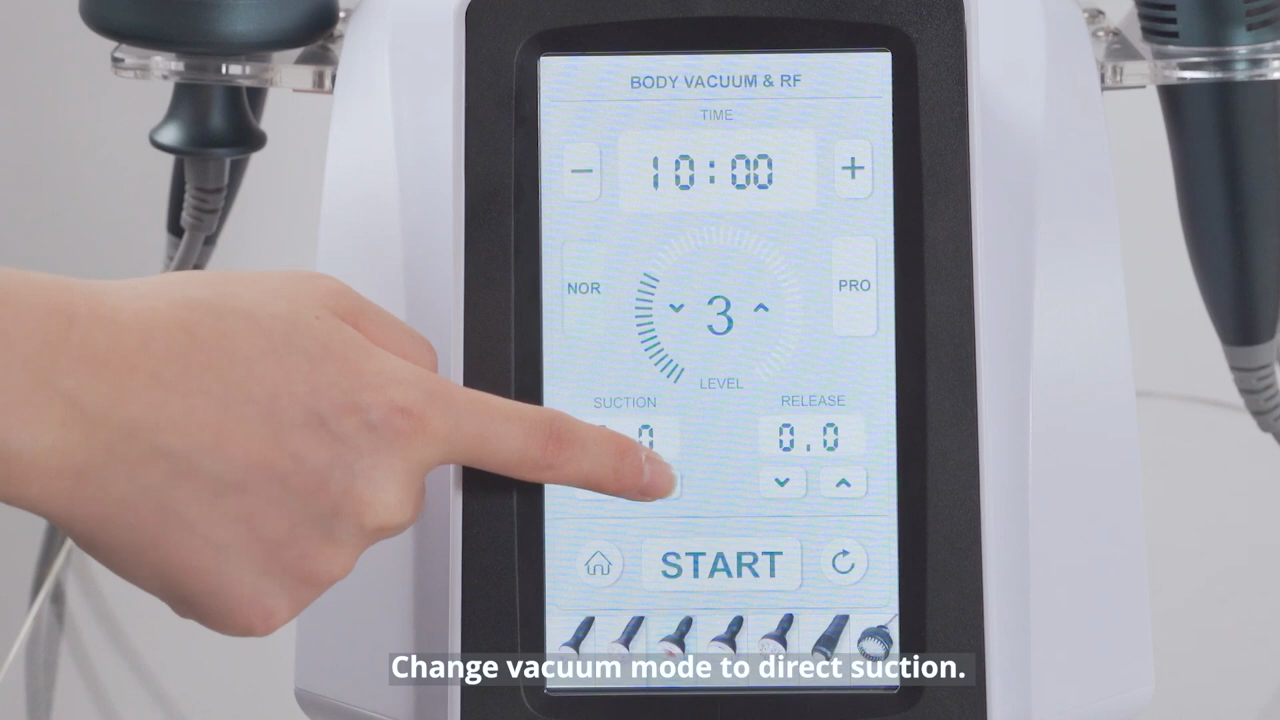 BODY VACUUM & RF
TIME
10:00
NOR
3
PRO
LEVEL
SUCTION
RELEASE
0
0.0
START
Change vacuum mode to direct suction.